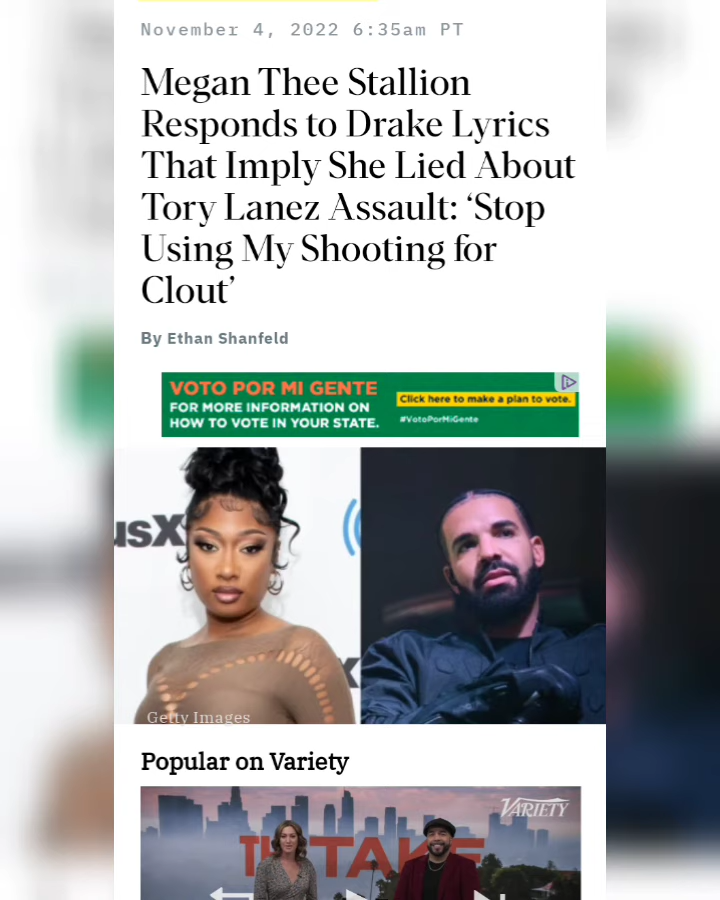 November 4, 2022 6:35am PT
Megan Thee Stallion
Responds to Drake Lyrics
That Imply She Lied About
Tory Lanez Assault: ‘Stop
Using My Shooting for
Clout’
By Ethan Shanfeld
VOTO POR MI GENTE
FOR MORE INFORMATION ON
HOW TO VOTE IN YOUR STATE.
Click here to make a plan to vote.
#VotoPorMiGente
usX
X
Getty Images
Popular on Variety
VARIETY
TAKE